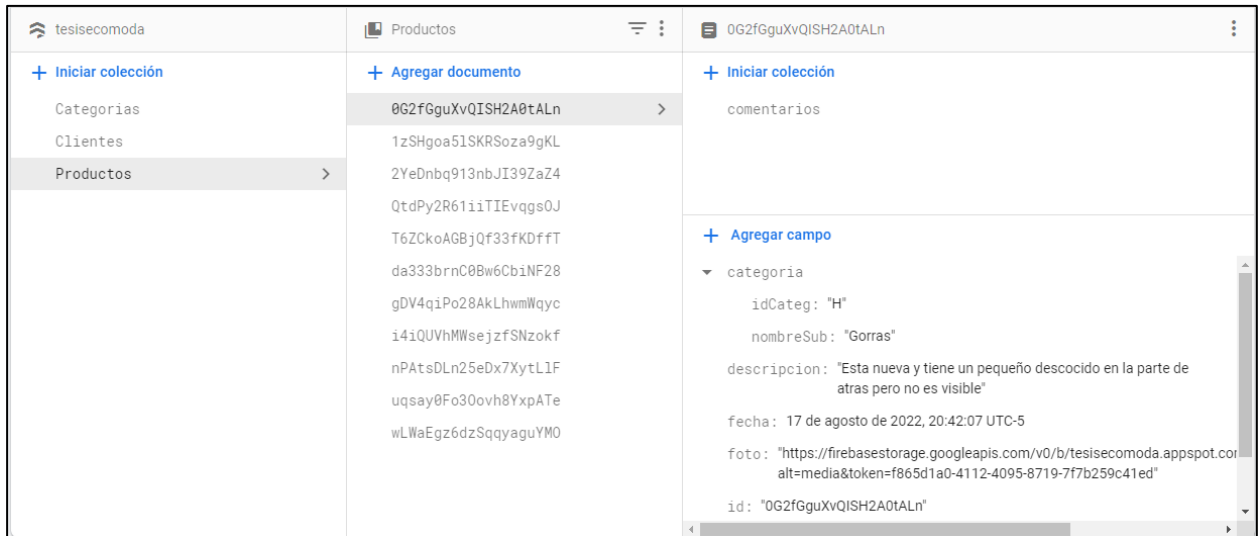 tesisecomoda
+ Iniciar colección
Categorias
Clientes
Productos
Productos
+ Agregar documento
0G2fGguXvQISH2A0tALn
1zSHgoa5lSKRSoza9gKL
2YeDnbq913nbJI39ZaZ4
QtdPy2R61iiTIEvqgsOJ
T6ZCkoAGBjQf33fKDffT
da333brnC0Bw6CbiNF28
gDV4qiPo28AkLhwmWqyc
i4iQUVhMWsejzfSNzokf
nPAtsDLn25eDx7XytLlF
uqsay0Fo3Oovh8YxpATe
wLWaEgz6dzSqqyaguYMO
0G2fGguXvQISH2A0tALn
+ Iniciar colección
comentarios
+ Agregar campo
categoria
idCateg: "H"
nombreSub: "Gorras"
descripcion: "Esta nueva y tiene un pequeño descocido en la parte de
atras pero no es visible"
fecha: 17 de agosto de 2022, 20:42:07 UTC-5
foto: "https://firebasestorage.googleapis.com/v0/b/tesisecomoda.appspot.cor
alt=media&token=f865d1a0-4112-4095-8719-7f7b259c41ed"
id: "0G2fGguXvQISH2A0tALn"